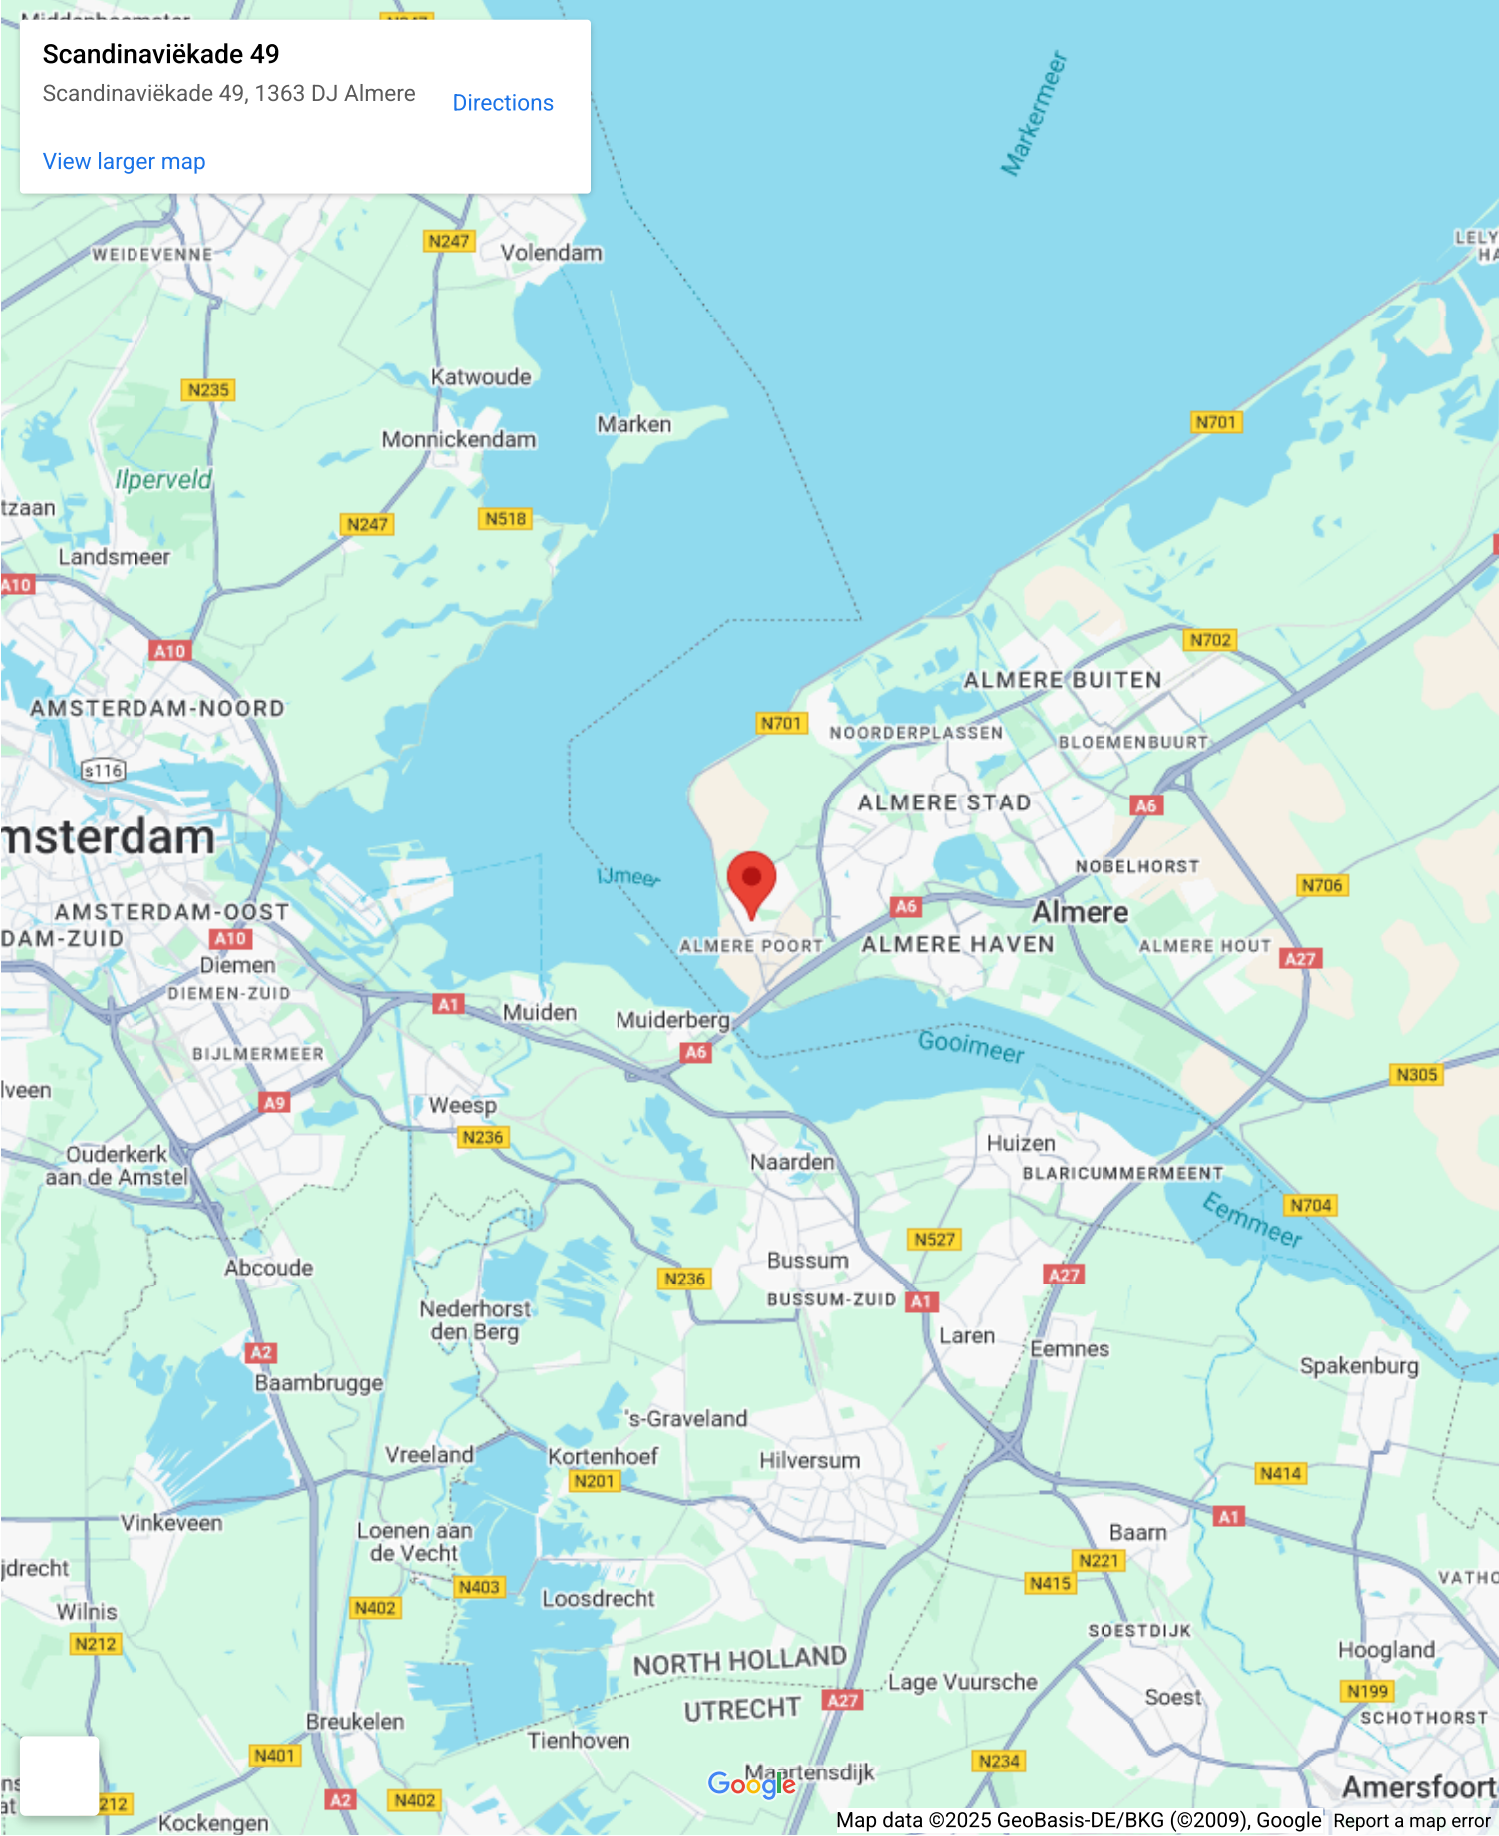 Scandinaviëkade 49
Scandinaviëkade 49, 1363 DJ Almere
Directions
View larger map
Markermeer
WEIDEVENNE
N247
Volendam
N235
Katwoude
Marken
Monnickendam
N701
Ilperveld
tzaan
N247
N518
Landsmeer
A10
A10
N702
AMSTERDAM-NOORD
ALMERE BUITEN
N701
NOORDERPLASSEN
BLOEMENBUURT
s116
ALMERE STAD
A6
msterdam
NOBELHORST
IJmeer
N706
AMSTERDAM-OOST
A6
Almere
DAM-ZUID
A10
ALMERE POORT
ALMERE HAVEN
ALMERE HOUT
A27
Diemen
DIEMEN-ZUID
A1
Muiden
Muiderberg
Gooimeer
BIJLMERMEER
A6
N305
lveen
A9
Weesp
N236
Huizen
Ouderkerk
aan de Amstel
Naarden
BLARICUMMERMEENT
N704
Eemmeer
N527
Abcoude
Bussum
N236
A27
BUSSUM-ZUID
A1
Nederhorst
den Berg
Laren
Eemnes
A2
Spakenburg
Baambrugge
's-Graveland
Vreeland
Kortenhoef
Hilversum
N201
N414
A1
Vinkeveen
Loenen aan
de Vecht
Baarn
N221
jdrecht
N403
N415
VATHO
Loosdrecht
N402
Wilnis
N212
SOESTDIJK
NORTH HOLLAND
Hoogland
Lage Vuursche
UTRECHT
A27
N199
Soest
SCHOTHORST
Breukelen
Tienhoven
N401
N234
Maartensdijk
Google
Amersfoort
A2
N402
212
Kockengen
Map data ©2025 GeoBasis-DE/BKG (©2009), Google
Report a map error